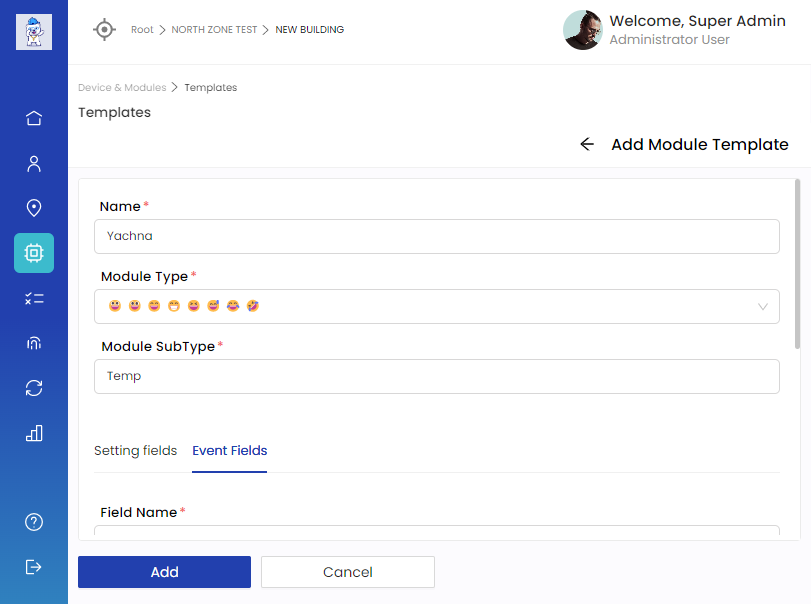 Root > NORTH ZONE TEST > NEW BUILDING
Welcome, Super Admin
Administrator User
Device & Modules > Templates
Templates
← Add Module Template
Name*
Yachna
Module Type*
😃 😃 😄 😁 😆 😅 😂 🤣
Module SubType*
Temp
Setting fields Event Fields
Field Name*
Add Cancel